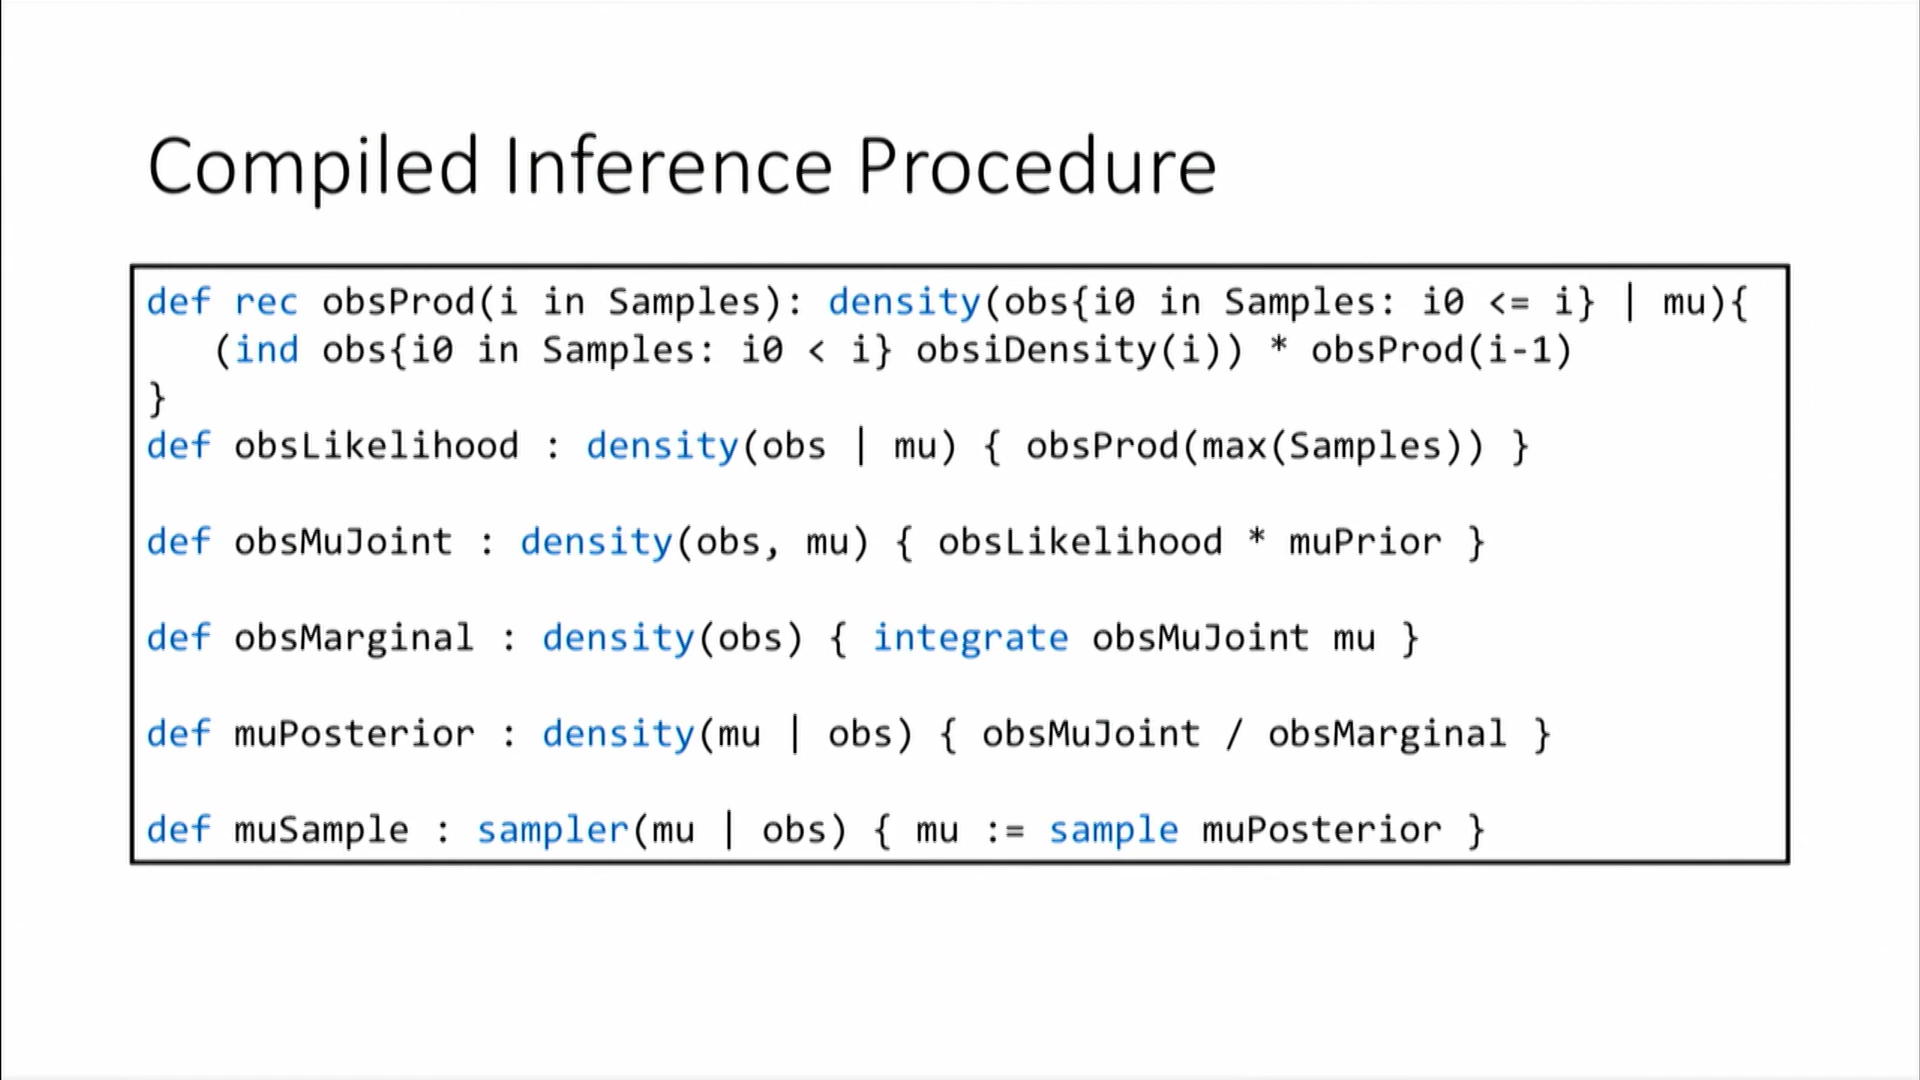 Compiled Inference Procedure
def rec obsProd(i in Samples): density(obs{i0 in Samples: i0 <= i} | mu){
(ind obs{i0 in Samples: i0 < i} obsiDensity(i)) * obsProd(i-1)
}
def obsLikelihood : density(obs | mu) { obsProd(max(Samples)) }
def obsMuJoint : density(obs, mu) { obsLikelihood * muPrior }
def obsMarginal : density(obs) { integrate obsMuJoint mu }
def muPosterior : density(mu | obs) { obsMuJoint / obsMarginal }
def muSample : sampler(mu | obs) { mu := sample muPosterior }